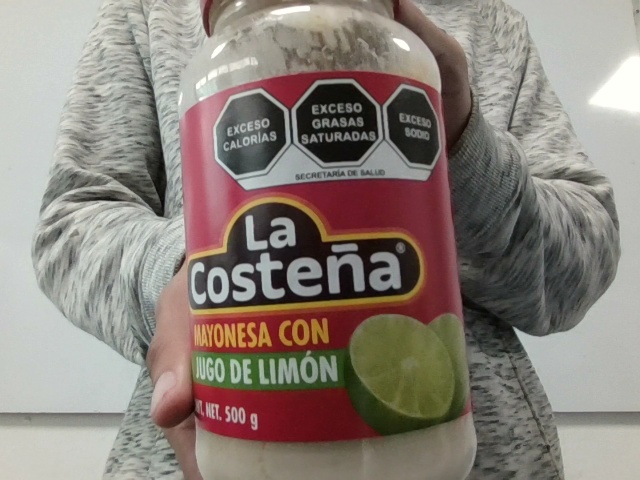 EXCESO
CALORÍAS
EXCESO
GRASAS
SATURADAS
EXCESO
SODIO
SECRETARÍA DE SALUD
La
Costeña®
MAYONESA CON
JUGO DE LIMÓN
NET. 500 g